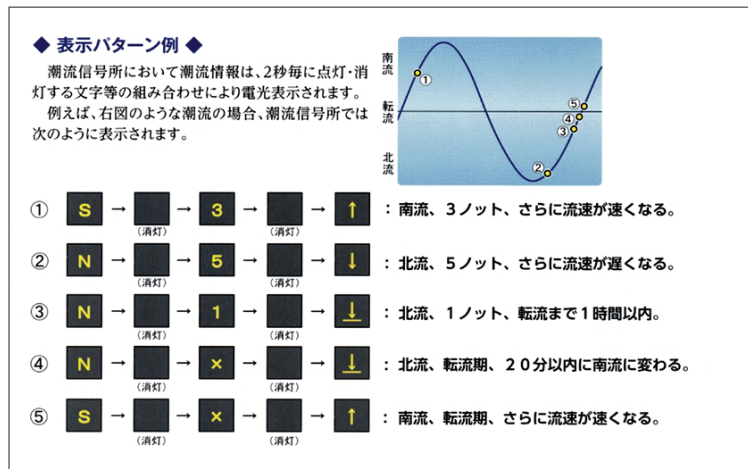 ◆ 表示パターン例 ◆
潮流信号所において潮流情報は、2秒毎に点灯・消
灯する文字等の組み合わせにより電光表示されます。
例えば、右図のような潮流の場合、潮流信号所では
次のように表示されます。
南流
転流
北流
①
⑤
④
③
②
① S → → 3 → → ↑ : 南流、3ノット、さらに流速が速くなる。
(消灯) (消灯)
② N → → 5 → → ↓ : 北流、5ノット、さらに流速が遅くなる。
(消灯) (消灯)
③ N → → 1 → → ↓ : 北流、1ノット、転流まで1時間以内。
(消灯) (消灯)
④ N → → × → → ↓ : 北流、転流期、20分以内に南流に変わる。
(消灯) (消灯)
⑤ S → → × → → ↑ : 南流、転流期、さらに流速が速くなる。
(消灯) (消灯)